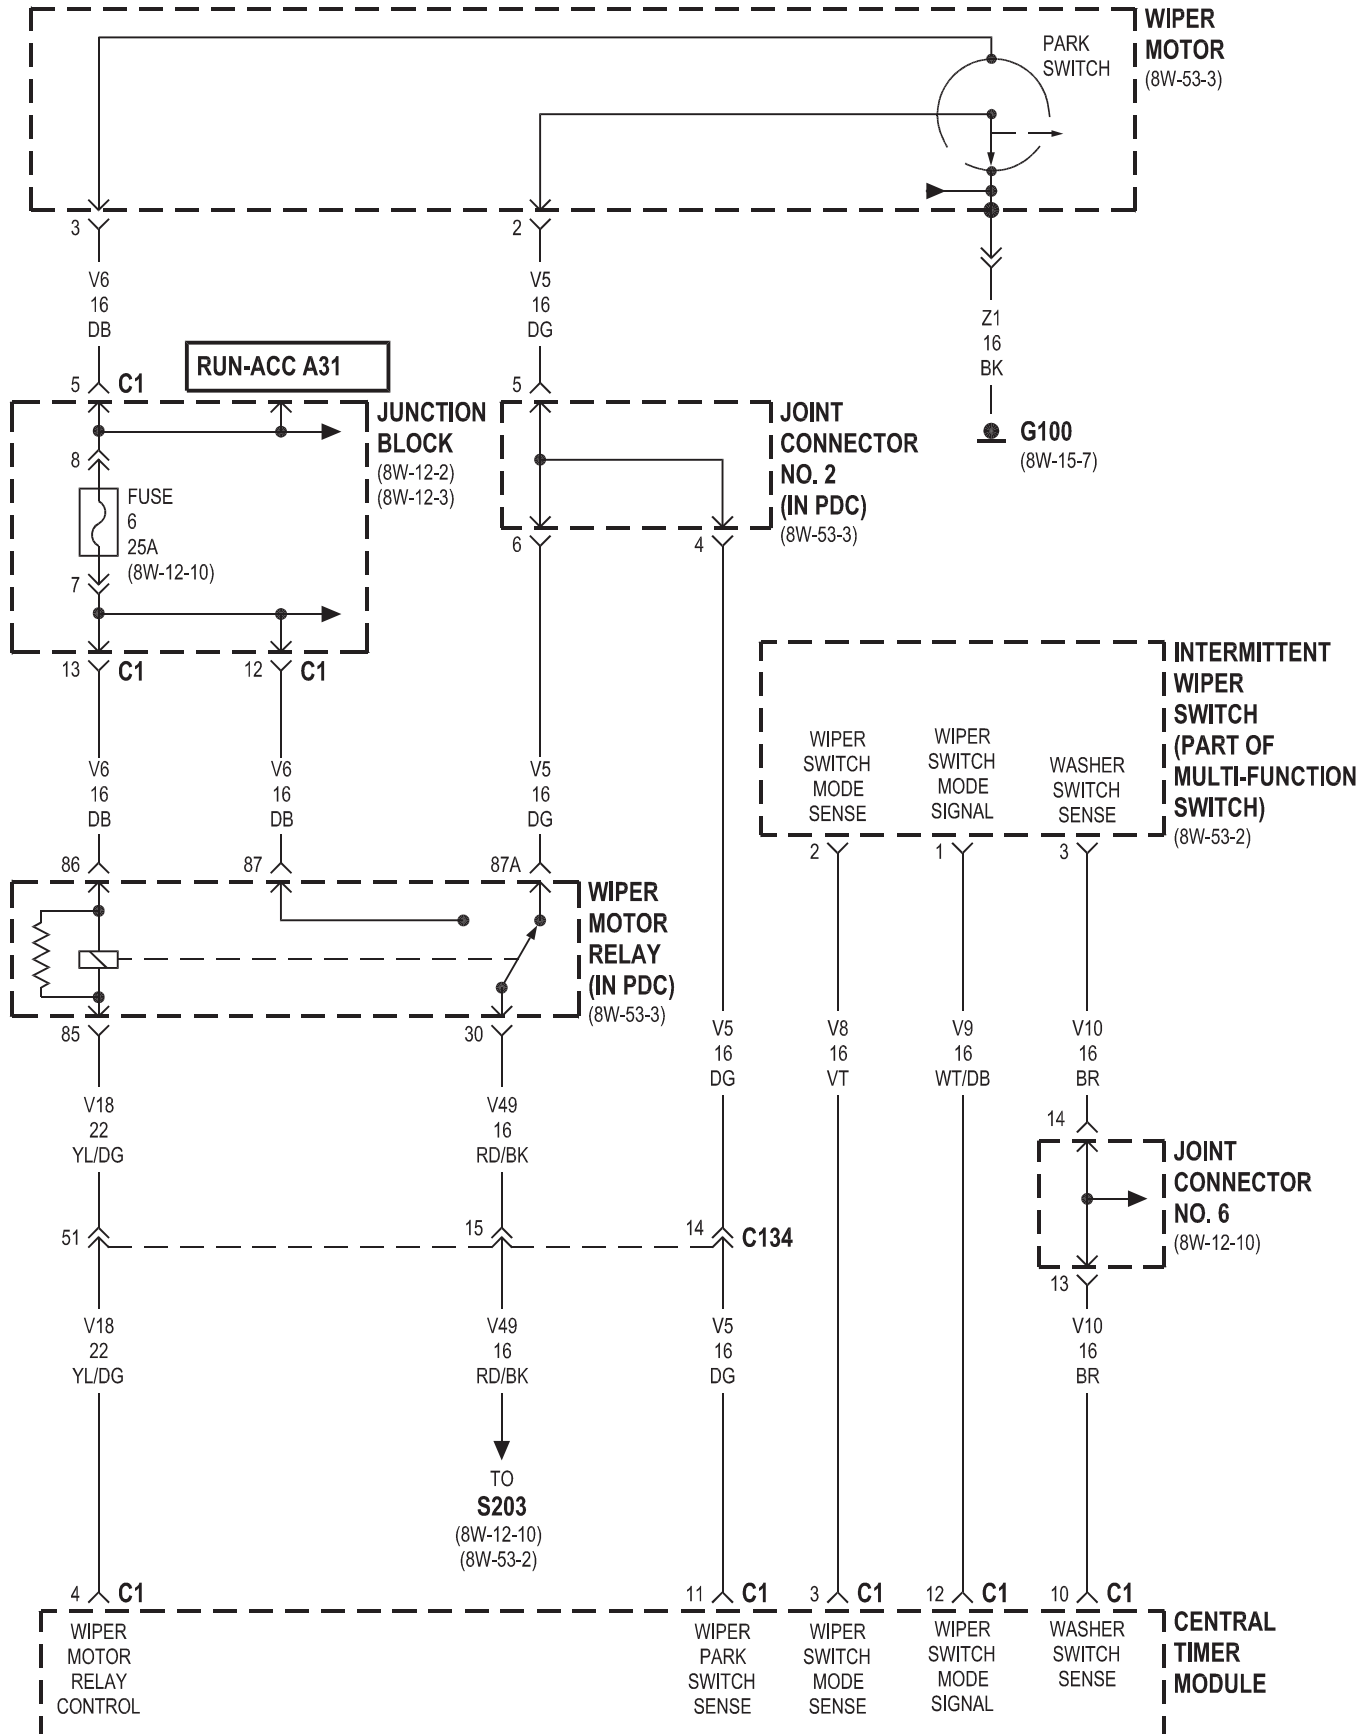 WIPER
MOTOR
(8W-53-3)
PARK
SWITCH
3
2
V6
16
DB
V5
16
DG
Z1
16
BK
RUN-ACC A31
5
C1
5
G100
(8W-15-7)
JUNCTION
BLOCK
(8W-12-2)
(8W-12-3)
JOINT
CONNECTOR
NO. 2
(IN PDC)
(8W-53-3)
8
FUSE
6
25A
(8W-12-10)
7
6
4
13
C1
12
C1
INTERMITTENT
WIPER
SWITCH
(PART OF
MULTI-FUNCTION
SWITCH)
(8W-53-2)
WIPER
SWITCH
MODE
SENSE
WIPER
SWITCH
MODE
SIGNAL
WASHER
SWITCH
SENSE
V6
16
DB
V6
16
DB
V5
16
DG
2
1
3
86
87
87A
WIPER
MOTOR
RELAY
(IN PDC)
(8W-53-3)
85
30
V5
16
DG
V8
16
VT
V9
16
WT/DB
V10
16
BR
V18
22
YL/DG
V49
16
RD/BK
14
JOINT
CONNECTOR
NO. 6
(8W-12-10)
51
15
14
C134
13
V18
22
YL/DG
V49
16
RD/BK
V5
16
DG
V10
16
BR
TO
S203
(8W-12-10)
(8W-53-2)
4
C1
11
C1
3
C1
12
C1
10
C1
WIPER
MOTOR
RELAY
CONTROL
WIPER
PARK
SWITCH
SENSE
WIPER
SWITCH
MODE
SENSE
WIPER
SWITCH
MODE
SIGNAL
WASHER
SWITCH
SENSE
CENTRAL
TIMER
MODULE